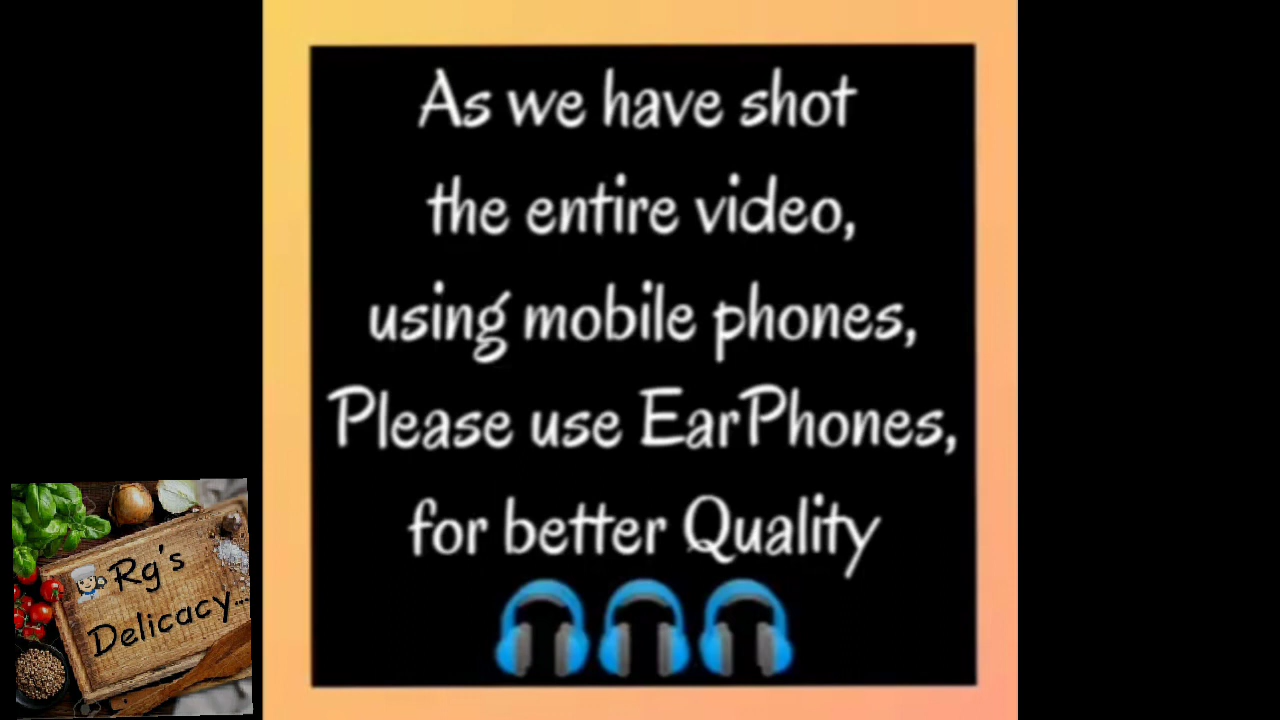 As we have shot
the entire video,
using mobile phones,
Please use EarPhones,
for better Quality
Rg's
Delicacy...